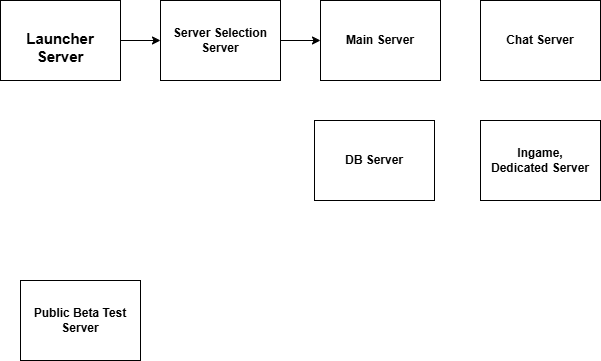 Launcher
Server
Server Selection
Server
Main Server
Chat Server
DB Server
Ingame,
Dedicated Server
Public Beta Test
Server